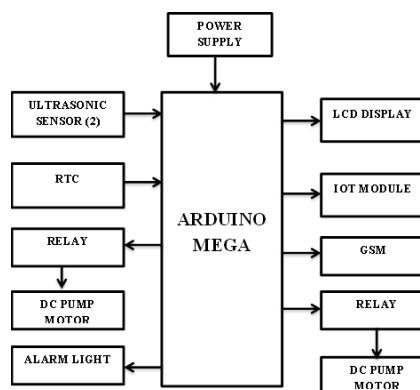 POWER
SUPPLY
ULTRASONIC
SENSOR (2)
RTC
RELAY
DC PUMP
MOTOR
ALARM LIGHT
ARDUINO
MEGA
LCD DISPLAY
IOT MODULE
GSM
RELAY
DC PUMP
MOTOR